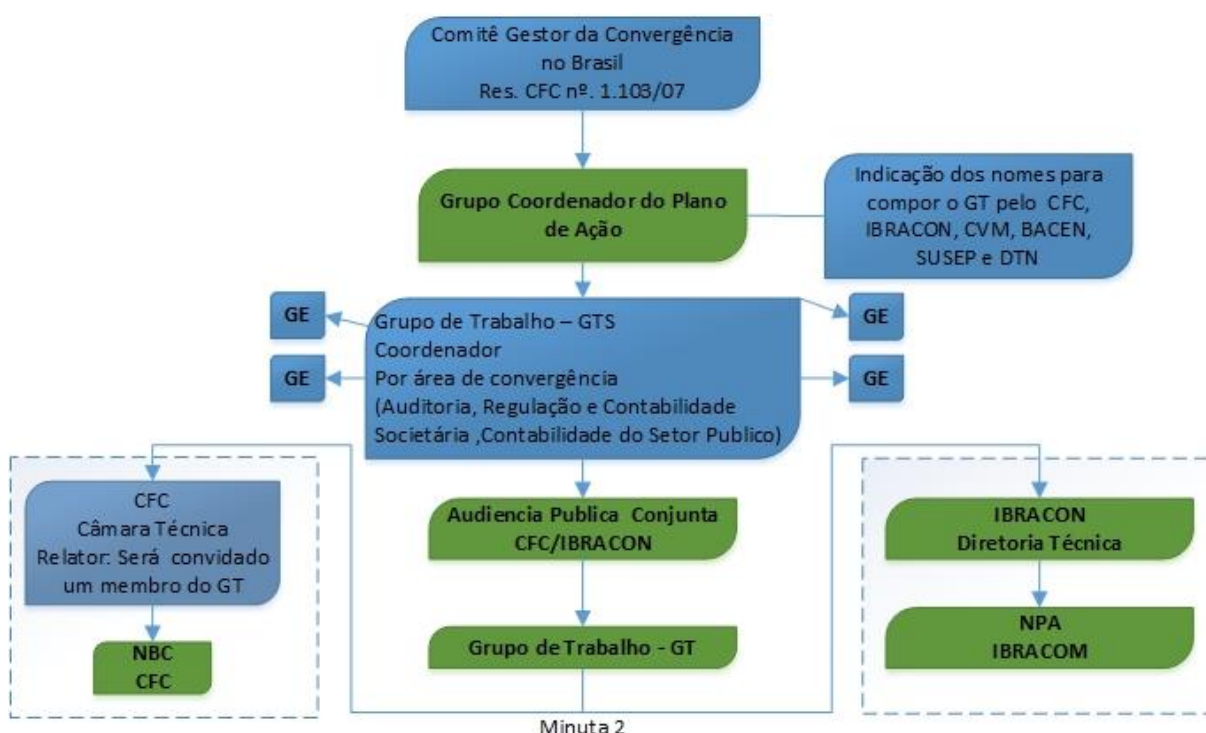 Comitê Gestor da Convergência
no Brasil
Res. CFC nº. 1.103/07
Grupo Coordenador do Plano
de Ação
Indicação dos nomes para
compor o GT pelo CFC,
IBRACON, CVM, BACEN,
SUSEP e DTN
GE
GE
Grupo de Trabalho – GTS
Coordenador
Por área de convergência
(Auditoria, Regulação e Contabilidade
Societária ,Contabilidade do Setor Publico)
GE
GE
CFC
Câmara Técnica
Relator: Será convidado
um membro do GT
NBC
CFC
Audiencia Publica Conjunta
CFC/IBRACON
Grupo de Trabalho - GT
IBRACON
Diretoria Técnica
NPA
IBRACOM
Minuta 2